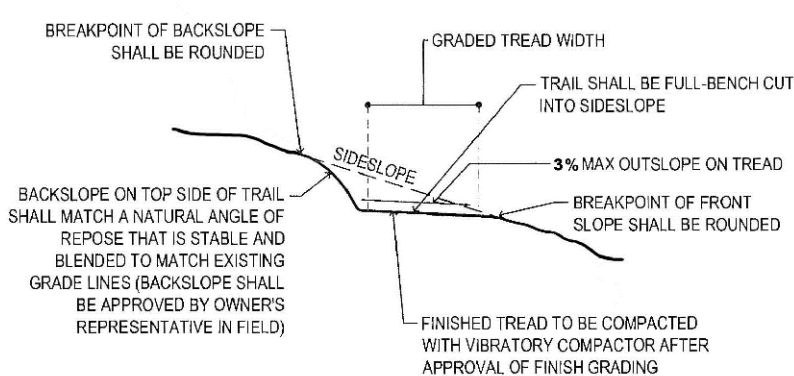 BREAKPOINT OF BACKSLOPE
SHALL BE ROUNDED
GRADED TREAD WIDTH
TRAIL SHALL BE FULL-BENCH CUT
INTO SIDESLOPE
SIDESLOPE
3% MAX OUTSLOPE ON TREAD
BACKSLOPE ON TOP SIDE OF TRAIL
SHALL MATCH A NATURAL ANGLE OF
REPOSE THAT IS STABLE AND
BLENDED TO MATCH EXISTING
GRADE LINES (BACKSLOPE SHALL
BE APPROVED BY OWNER'S
REPRESENTATIVE IN FIELD)
BREAKPOINT OF FRONT
SLOPE SHALL BE ROUNDED
FINISHED TREAD TO BE COMPACTED
WITH VIBRATORY COMPACTOR AFTER
APPROVAL OF FINISH GRADING